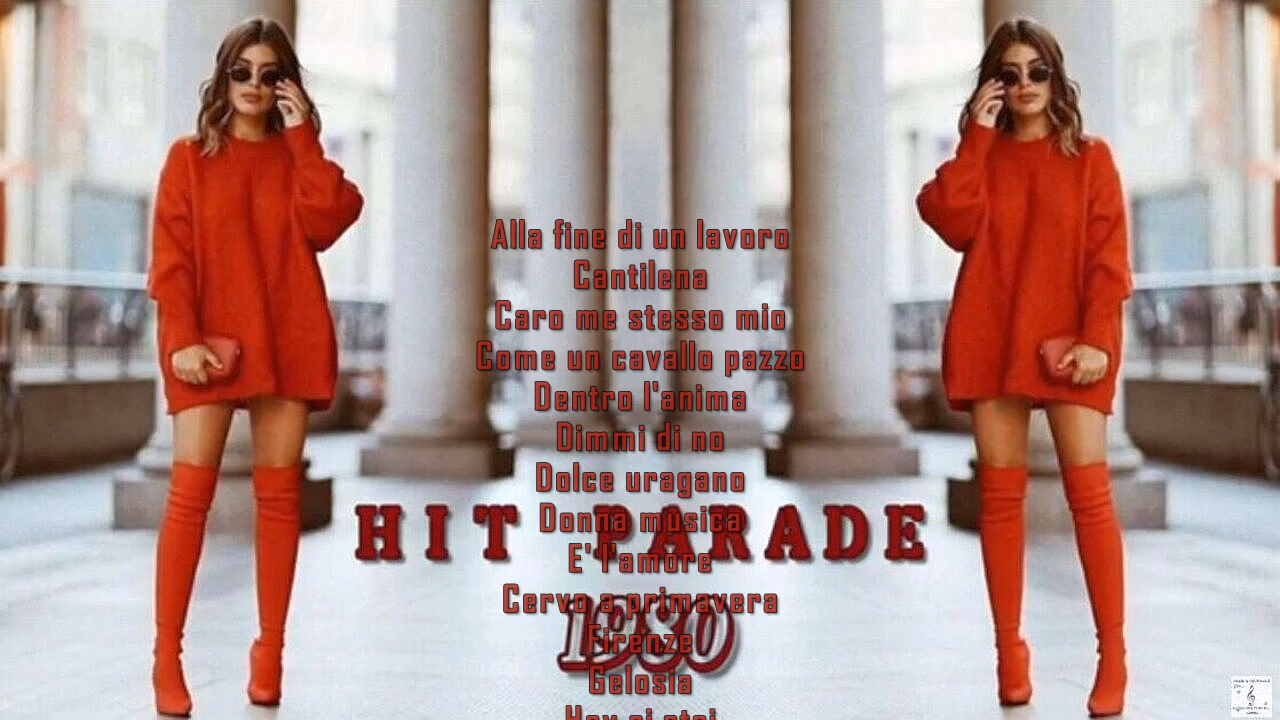 Alla fine di un lavoro
Cantilena
Caro me stesso mio
Come un cavallo pazzo
Dentro l'anima
Dimmi di no
Dolce uragano
HIT PARADE
Donna musica
E' l'amore
Cervo a primavera
1980
Firenze
Gelosia